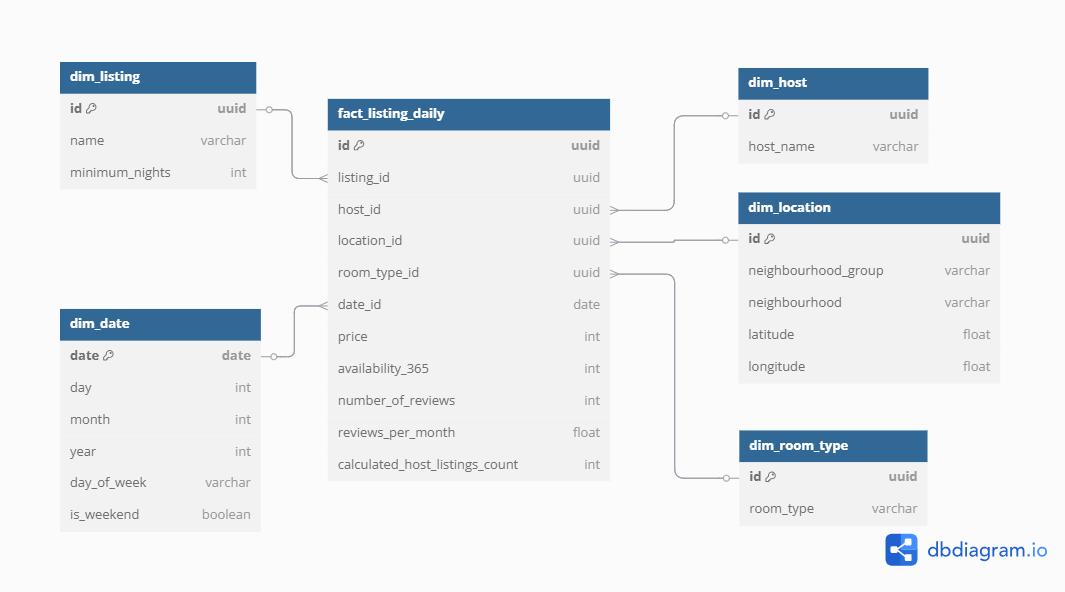 dim_listing
id uuid
name varchar
minimum_nights int
dim_date
date date
day int
month int
year int
day_of_week varchar
is_weekend boolean
fact_listing_daily
id uuid
listing_id uuid
host_id uuid
location_id uuid
room_type_id uuid
date_id date
price int
availability_365 int
number_of_reviews int
reviews_per_month float
calculated_host_listings_count int
dim_host
id uuid
host_name varchar
dim_location
id uuid
neighbourhood_group varchar
neighbourhood varchar
latitude float
longitude float
dim_room_type
id uuid
room_type varchar
dbdiagram.io